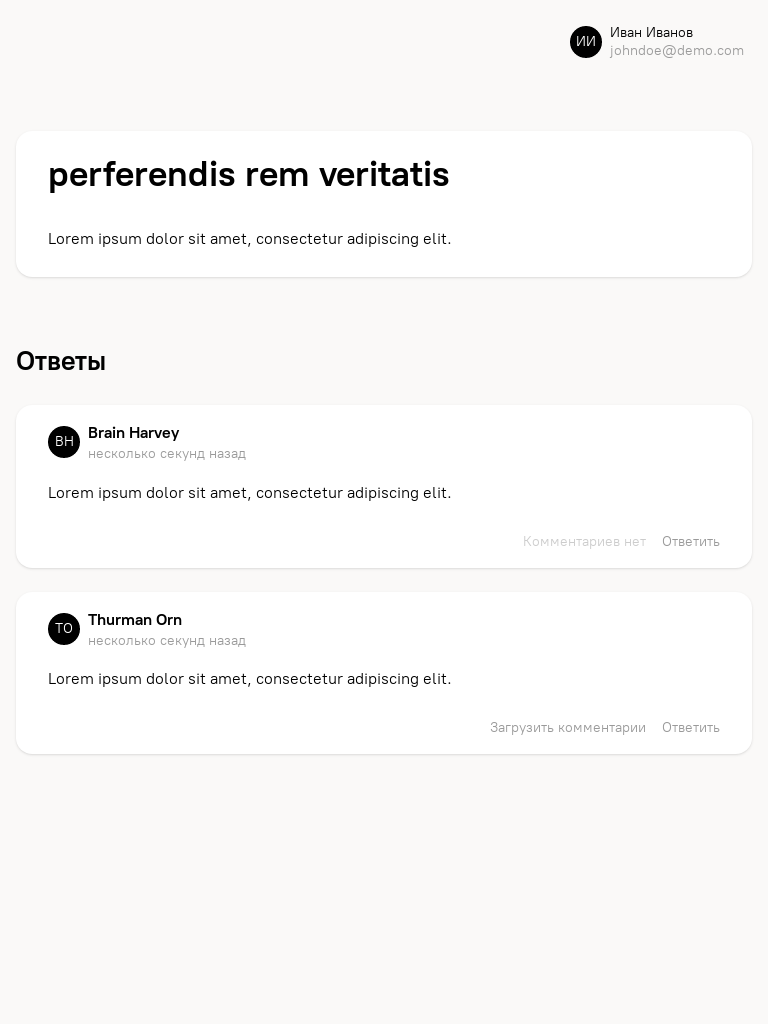 ИИ
Иван Иванов
johndoe@demo.com
perferendis rem veritatis
Lorem ipsum dolor sit amet, consectetur adipiscing elit.
Ответы
BH
Brain Harvey
несколько секунд назад
Lorem ipsum dolor sit amet, consectetur adipiscing elit.
Комментариев нет Ответить
TO
Thurman Orn
несколько секунд назад
Lorem ipsum dolor sit amet, consectetur adipiscing elit.
Загрузить комментарии Ответить